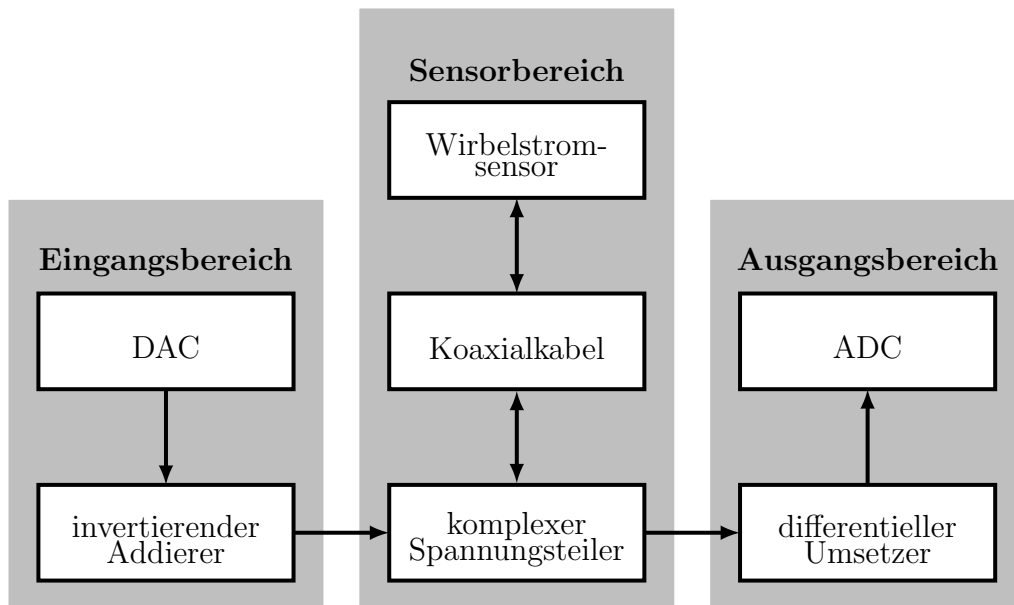 Sensorbereich
Wirbelstrom-
sensor
Eingangsbereich
Ausgangsbereich
DAC
Koaxialkabel
ADC
invertierender
Addierer
komplexer
Spannungsteiler
differentieller
Umsetzer